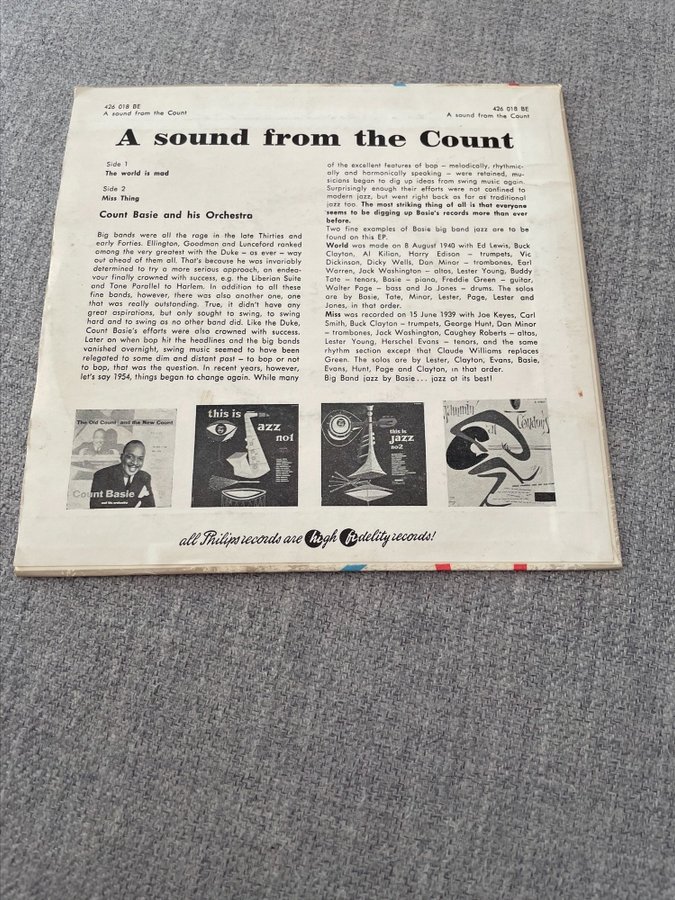 426 018 BE
A sound from the Count
426 018 BE
A sound from the Count
A sound from the Count
Side 1
The world is mad
Side 2
Miss Thing
Count Basie and his Orchestra
Big bands were all the rage in the late Thirties and
early Forties. Ellington, Goodman and Lunceford ranked
among the very greatest with the Duke – as ever – way
out ahead of them all. That's because he was invariably
determined to try a more serious approach, an endea-
vour finally crowned with success, e.g. the Liberian Suite
and Tone Parallel to Harlem. In addition to all these
fine bands, however, there was also another one, one
that was really outstanding. True, it didn't have any
great aspirations, but only sought to swing, to swing
hard and to swing as no other band did. Like the Duke,
Count Basie's efforts were also crowned with success.
Later on when bop hit the headlines and the big bands
vanished overnight, swing music seemed to have been
relegated to some dim and distant past – to bop or not
to bop, that was the question. In recent years, however,
let's say 1954, things began to change again. While many
of the excellent features of bop – melodically, rhythmic-
ally and harmonically speaking – were retained, mu-
sicians began to dig up ideas from swing music again.
Surprisingly enough their efforts were not confined to
modern jazz, but went right back as far as traditional
jazz too. The most striking thing of all is that everyone
seems to be digging up Basie's records more than ever
before.
Two fine examples of Basie big band jazz are to be
found on this EP.
World was made on 8 August 1940 with Ed Lewis, Buck
Clayton, Al Kilian, Harry Edison – trumpets, Vic
Dickinson, Dicky Wells, Dan Minor – trombones, Earl
Warren, Jack Washington – altos, Lester Young, Buddy
Tate – tenors, Basie – piano, Freddie Green – guitar,
Walter Page – bass and Jo Jones – drums. The solos
are by Basie, Tate, Minor, Lester, Page, Lester and
Jones, in that order.
Miss was recorded on 15 June 1939 with Joe Keyes, Carl
Smith, Buck Clayton – trumpets, George Hunt, Dan Minor
– trombones, Jack Washington, Caughey Roberts – altos,
Lester Young, Herschel Evans – tenors, and the same
rhythm section except that Claude Williams replaces
Green. The solos are by Lester, Clayton, Evans, Basie,
Evans, Hunt, Page and Clayton, in that order.
Big Band jazz by Basie... jazz at its best!
The Old Count and the New Count
Count Basie
and his orchestra
this is
azz
no1
this is
jazz
no2
all Philips records are high fidelity records!